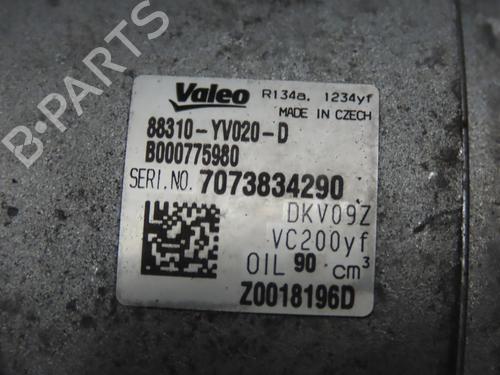 B-PARTS
Valeo R134a, 1234yf
MADE IN CZECH
88310-YV020-D
B000775980
SERI.NO. 7073834290
DKV09Z
VC200yf
OIL 90 cm³
Z0018196D